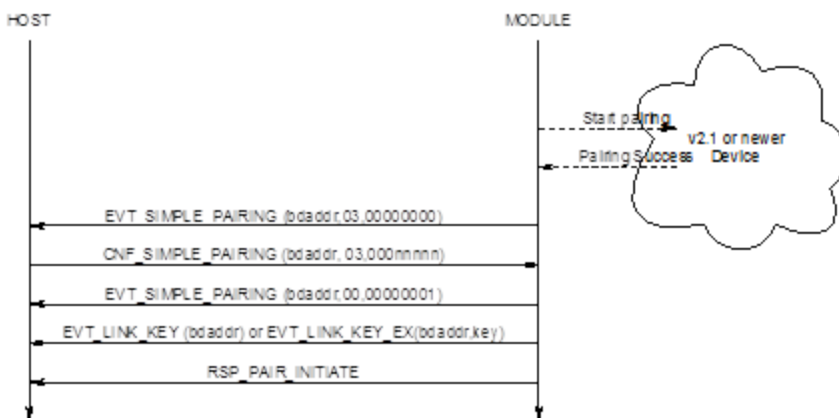 HOST
MODULE
Start pairing
v2.1 or newer
Pairing Success
Device
EVT_SIMPLE_PAIRING (bdaddr,03,00000000)
CNF_SIMPLE_PAIRING (bdaddr, 03,000nnnnn)
EVT_SIMPLE_PAIRING (bdaddr,00,00000001)
EVT_LINK_KEY (bdaddr) or EVT_LINK_KEY_EX(bdaddr,key)
RSP_PAIR_INITIATE